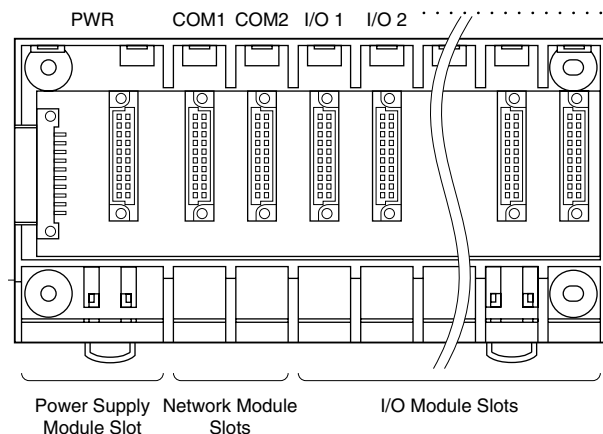 PWR COM1 COM2 I/O 1 I/O 2 . . . . . . . . . . . . .
Power Supply Module Slot
Network Module Slots
I/O Module Slots